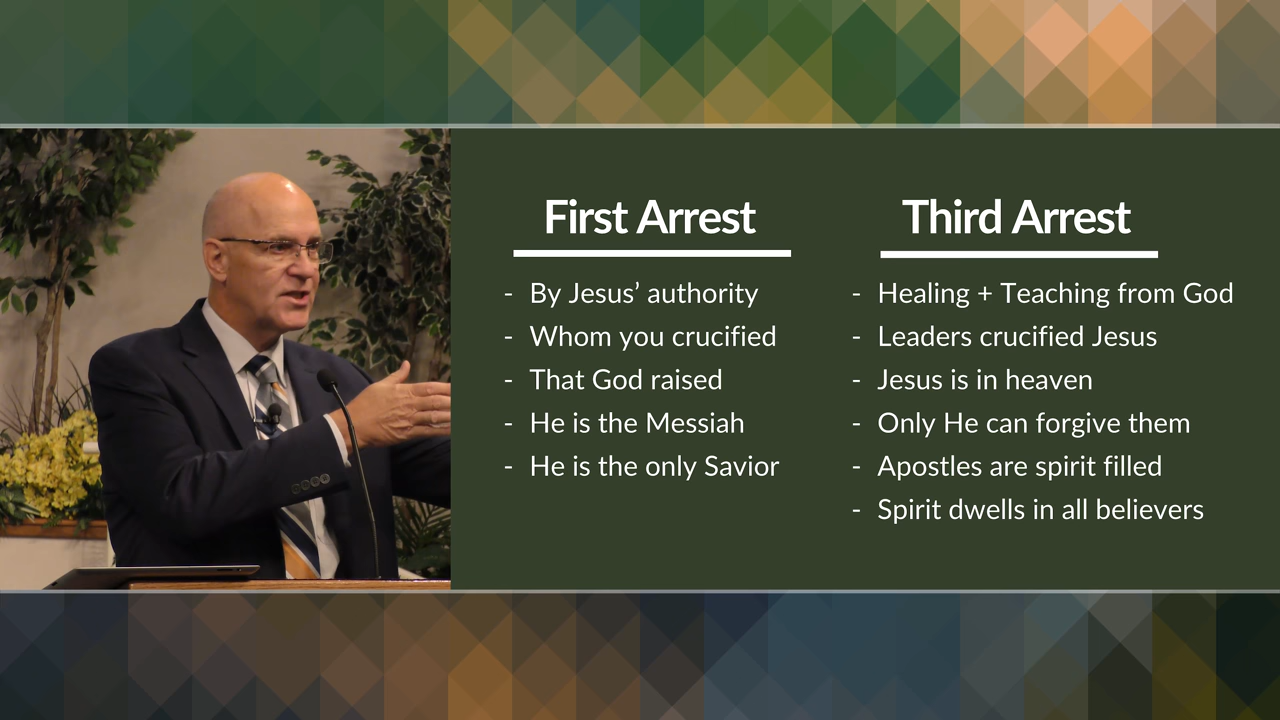 First Arrest
- By Jesus’ authority
- Whom you crucified
- That God raised
- He is the Messiah
- He is the only Savior
Third Arrest
- Healing + Teaching from God
- Leaders crucified Jesus
- Jesus is in heaven
- Only He can forgive them
- Apostles are spirit filled
- Spirit dwells in all believers